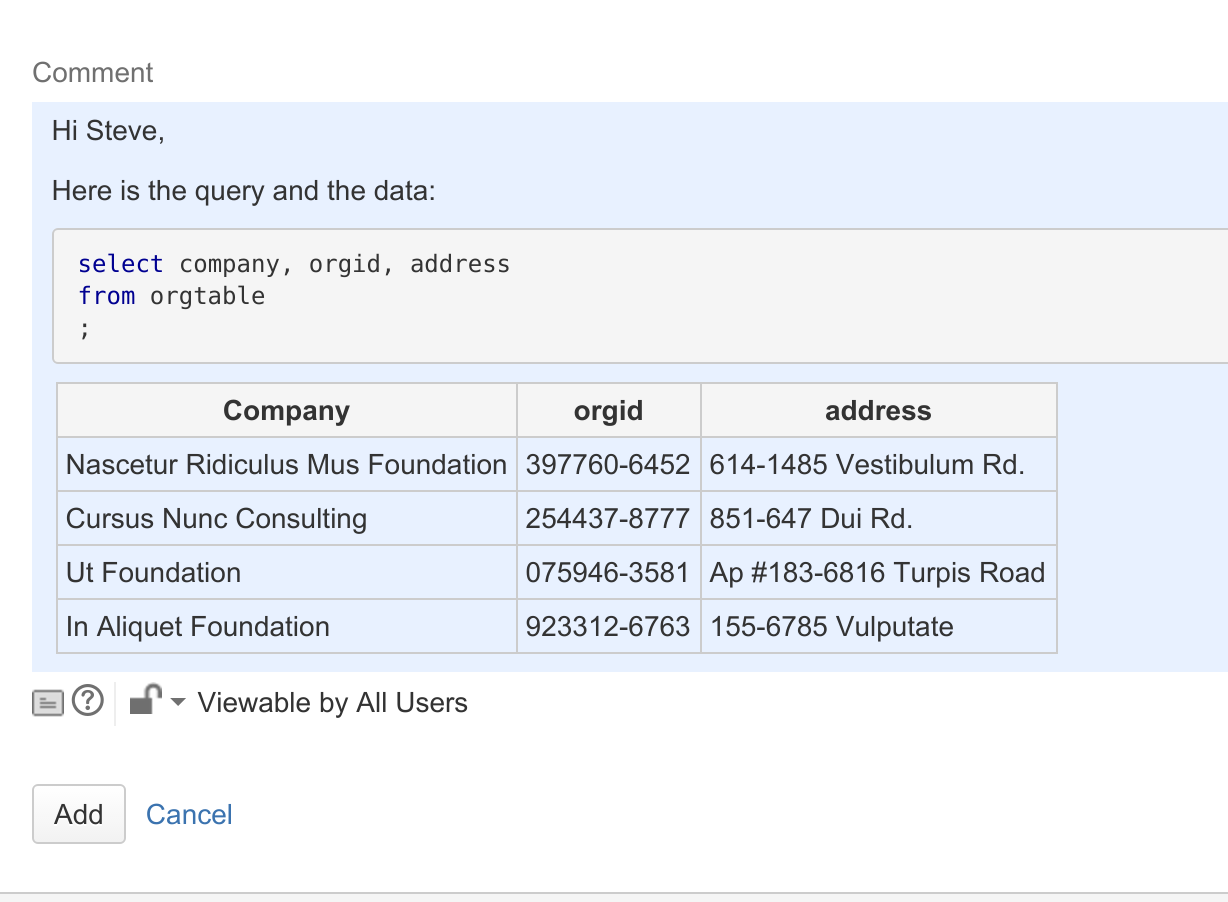 Comment
Hi Steve,
Here is the query and the data:
select company, orgid, address
from orgtable
;
Company orgid address
Nascetur Ridiculus Mus Foundation 397760-6452 614-1485 Vestibulum Rd.
Cursus Nunc Consulting 254437-8777 851-647 Dui Rd.
Ut Foundation 075946-3581 Ap #183-6816 Turpis Road
In Aliquet Foundation 923312-6763 155-6785 Vulputate
? Viewable by All Users
Add Cancel